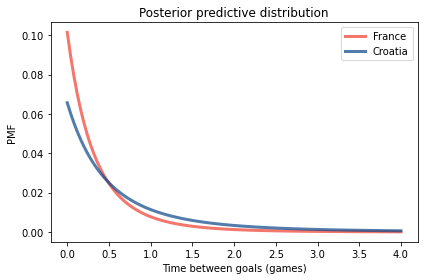 Posterior predictive distribution
France
Croatia
PMF
0.10
0.08
0.06
0.04
0.02
0.00
0.0 0.5 1.0 1.5 2.0 2.5 3.0 3.5 4.0
Time between goals (games)